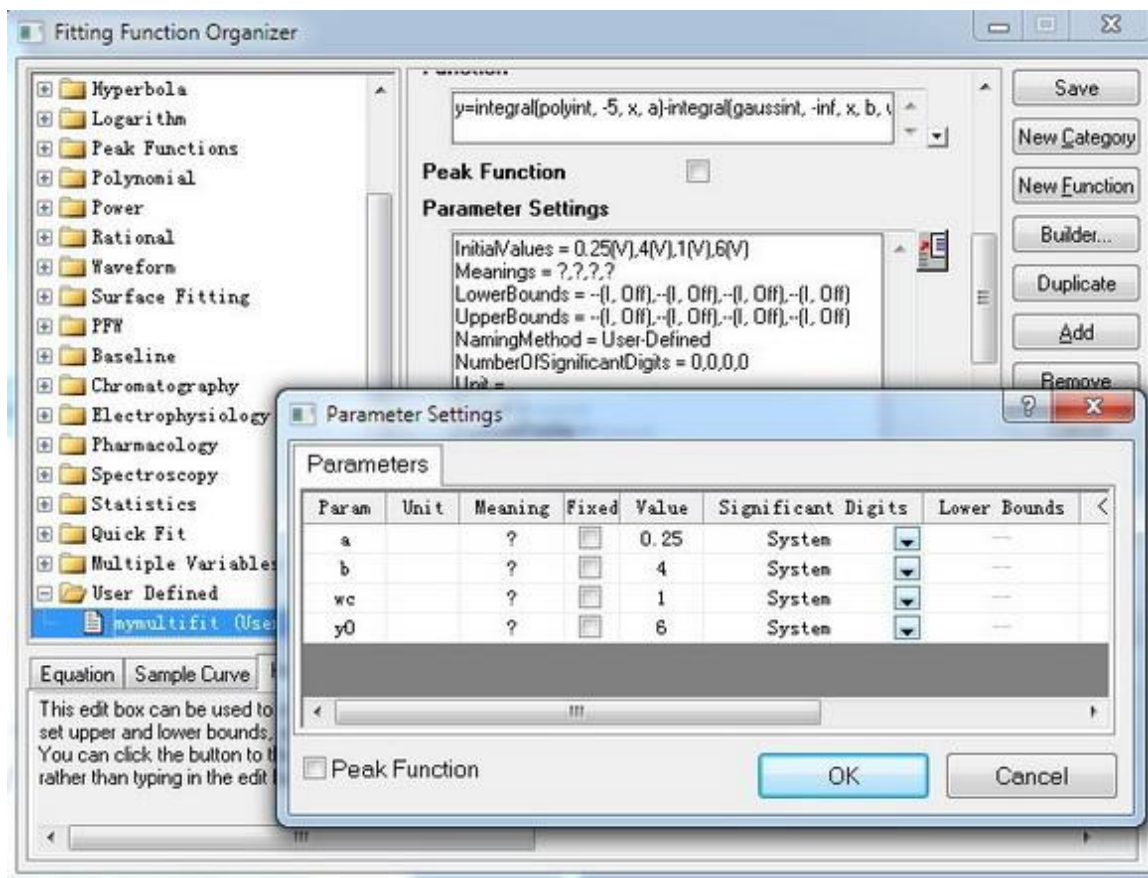 Fitting Function Organizer
Hyperbola
Logarithm
Peak Functions
Polynomial
Power
Rational
Waveform
Surface Fitting
PFW
Baseline
Chromatography
Electrophysiology
Pharmacology
Spectroscopy
Statistics
Quick Fit
Multiple Variables
User Defined
mymultifit (User
y=integral(polyint, -5, x, a)-integral(gaussint, -inf, x, b,
Peak Function
Parameter Settings
InitialValues = 0.25(V),4(V),1(V),6(V)
Meanings = ?,?,?,?
LowerBounds = --(I, Off),--(I, Off),--(I, Off),--(I, Off)
UpperBounds = --(I, Off),--(I, Off),--(I, Off),--(I, Off)
NamingMethod = User-Defined
NumberOfSignificantDigits = 0,0,0,0
Unit =
Save
New Category
New Function
Builder...
Duplicate
Add
Remove
Equation Sample Curve
This edit box can be used to
set upper and lower bounds,
You can click the button to
rather than typing in the edit
Parameter Settings
Parameters
Param Unit Meaning Fixed Value Significant Digits Lower Bounds
a ? 0.25 System --
b ? 4 System --
wc ? 1 System --
y0 ? 6 System --
Peak Function
OK
Cancel